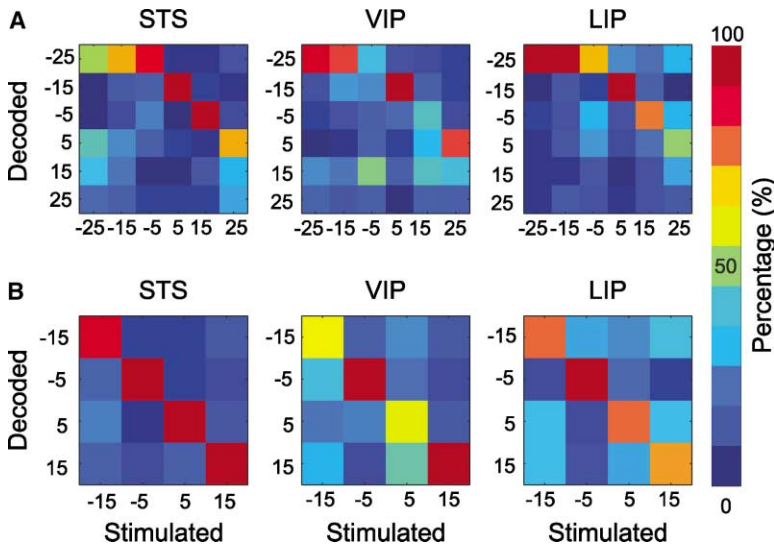 A
STS
VIP
LIP
Decoded
-25
-15
-5
5
15
25
-25 -15 -5 5 15 25
-25 -15 -5 5 15 25
-25 -15 -5 5 15 25
100
50
0
Percentage (%)
B
STS
VIP
LIP
Decoded
-15
-5
5
15
-15 -5 5 15
-15 -5 5 15
-15 -5 5 15
Stimulated
Stimulated
Stimulated